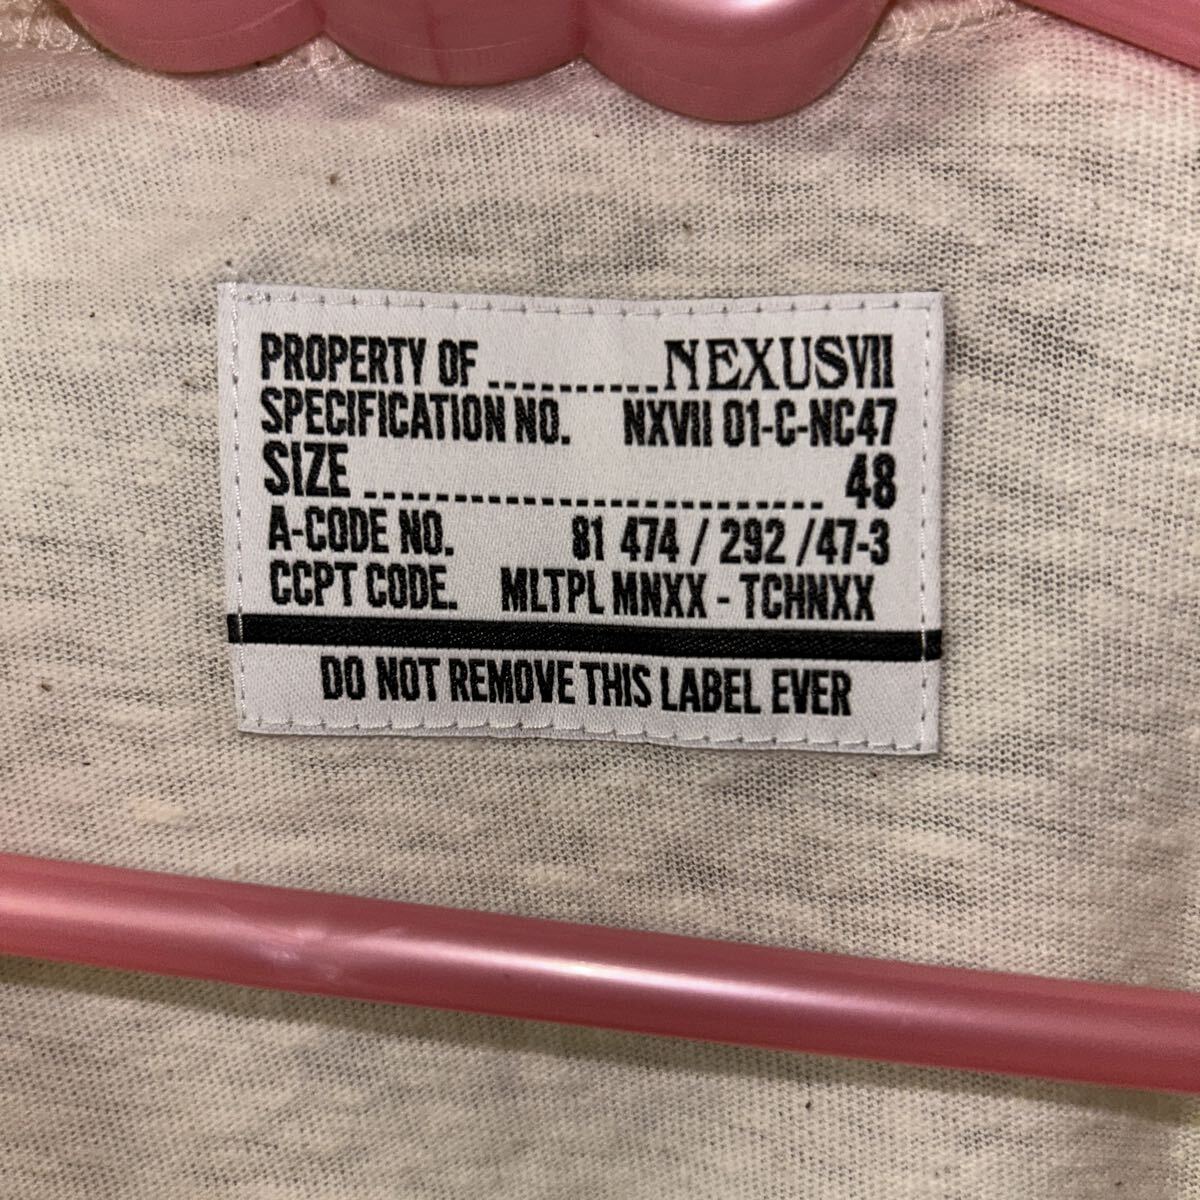 PROPERTY OF ............ NEXUSVII
SPECIFICATION NO. NXVII 01-C-NC47
SIZE ........................ 48
A-CODE NO. 81 474 / 292 /47-3
CCPT CODE. MLTPL MNXX - TCHNXX
DO NOT REMOVE THIS LABEL EVER